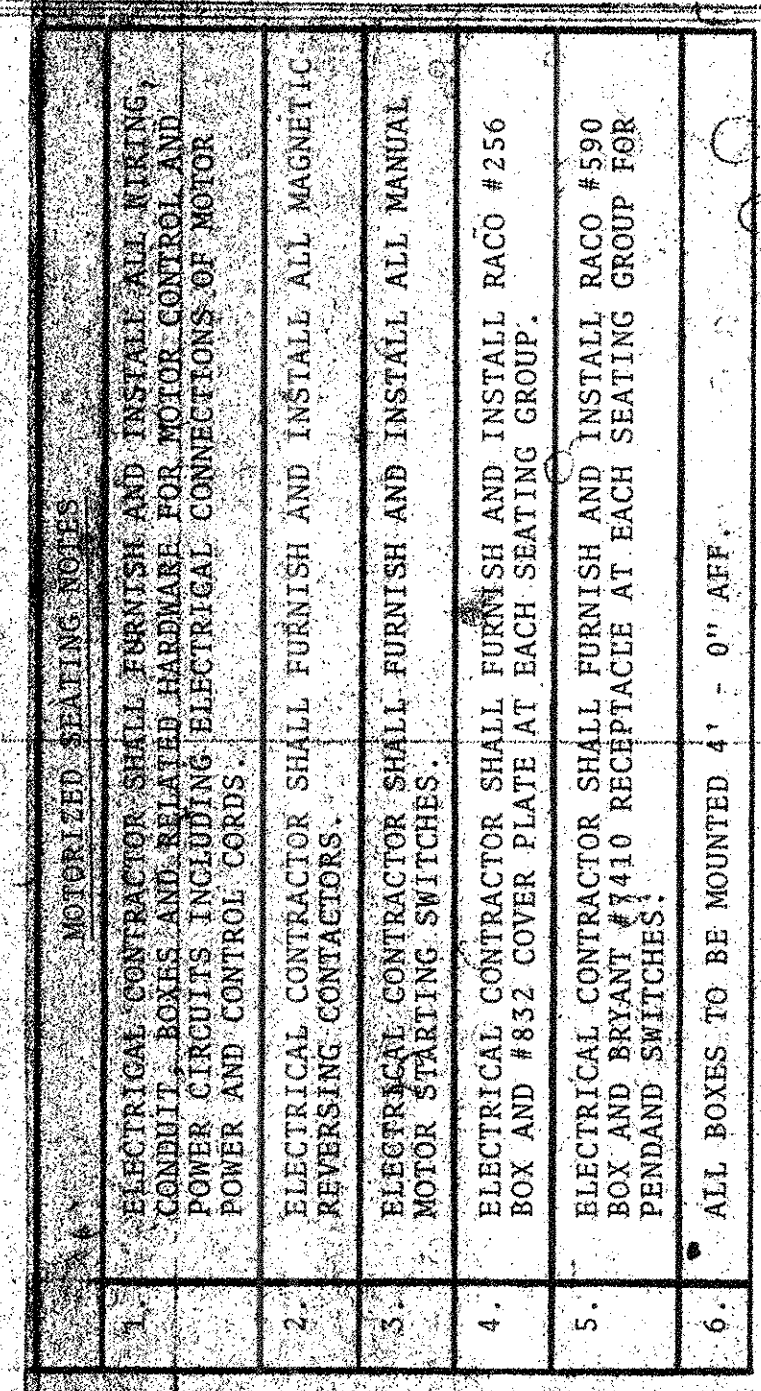 MOTORIZED SEATING NOTES
1. ELECTRICAL CONTRACTOR SHALL FURNISH AND INSTALL ALL WIRING,
CONDUIT, BOXES AND RELATED HARDWARE FOR MOTOR CONTROL AND
POWER CIRCUITS INCLUDING ELECTRICAL CONNECTIONS OF MOTOR
POWER AND CONTROL CORDS.
2. ELECTRICAL CONTRACTOR SHALL FURNISH AND INSTALL ALL MAGNETIC
REVERSING CONTACTORS.
3. ELECTRICAL CONTRACTOR SHALL FURNISH AND INSTALL ALL MANUAL
MOTOR STARTING SWITCHES.
4. ELECTRICAL CONTRACTOR SHALL FURNISH AND INSTALL RACO #256
BOX AND #832 COVER PLATE AT EACH SEATING GROUP.
5. ELECTRICAL CONTRACTOR SHALL FURNISH AND INSTALL RACO #590
BOX AND BRYANT #7410 RECEPTACLE AT EACH SEATING GROUP FOR
PENDAND SWITCHES.
6. ALL BOXES TO BE MOUNTED 4' - 0" AFF.